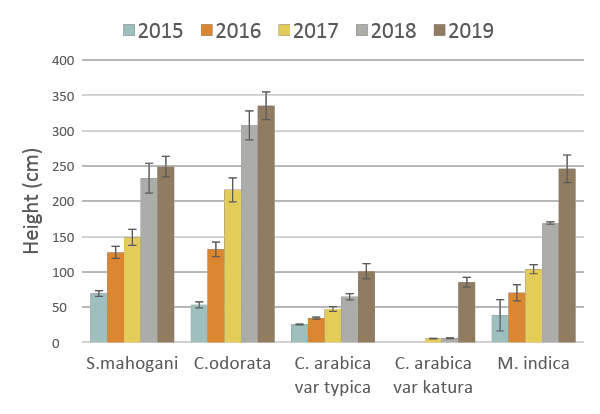 2015 2016 2017 2018 2019
400
350
300
250
200
150
100
50
0
Height (cm)
S.mahogani C.odorata C. arabica C. arabica M. indica
var typica var katura